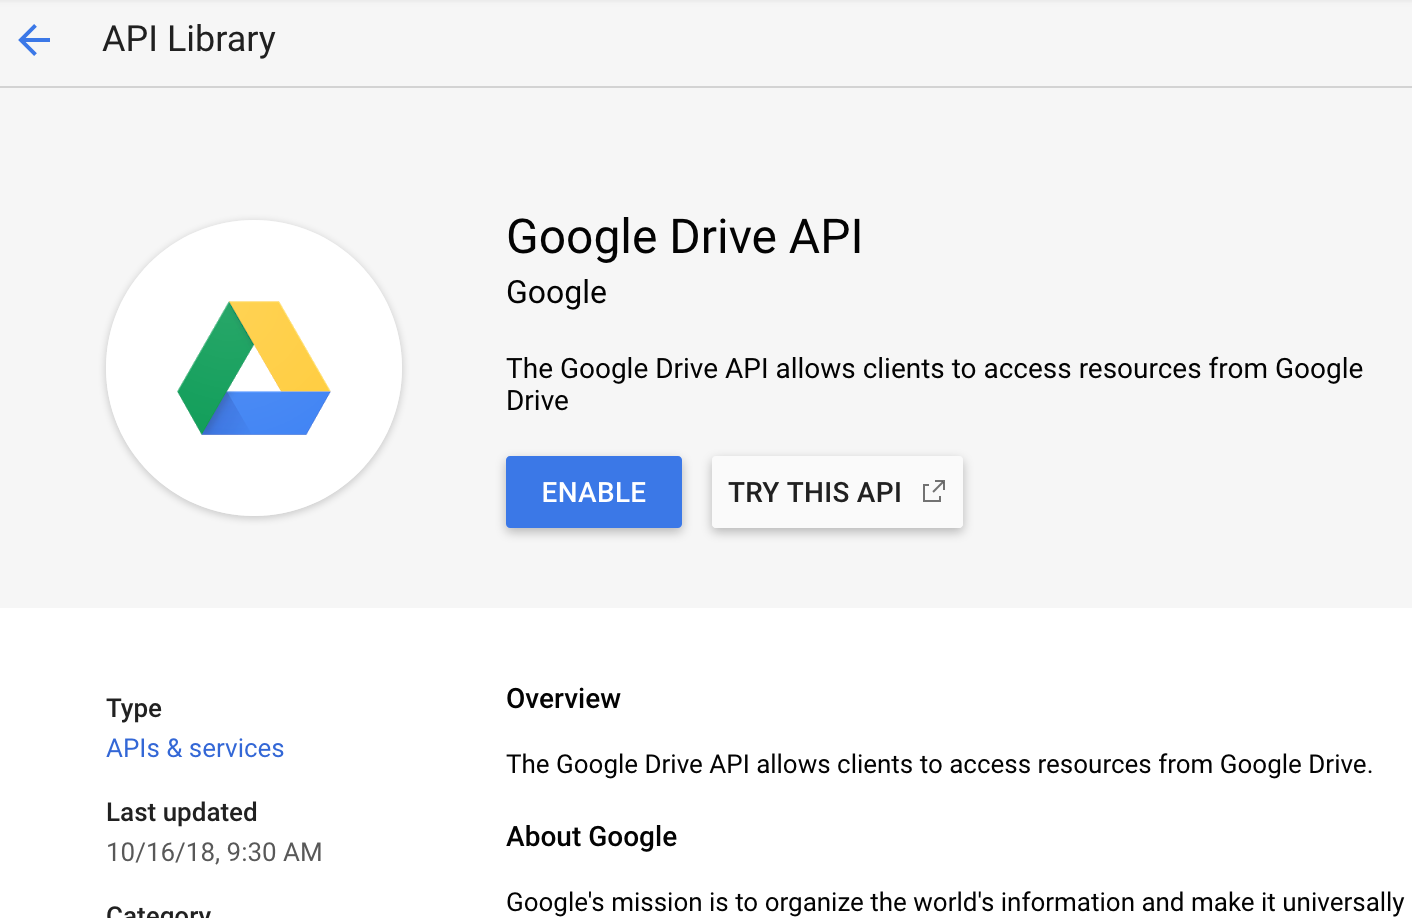 API Library
Google Drive API
Google
The Google Drive API allows clients to access resources from Google
Drive
ENABLE
TRY THIS API
Type
APIs & services
Last updated
10/16/18, 9:30 AM
Category
Overview
The Google Drive API allows clients to access resources from Google Drive.
About Google
Google's mission is to organize the world's information and make it universally